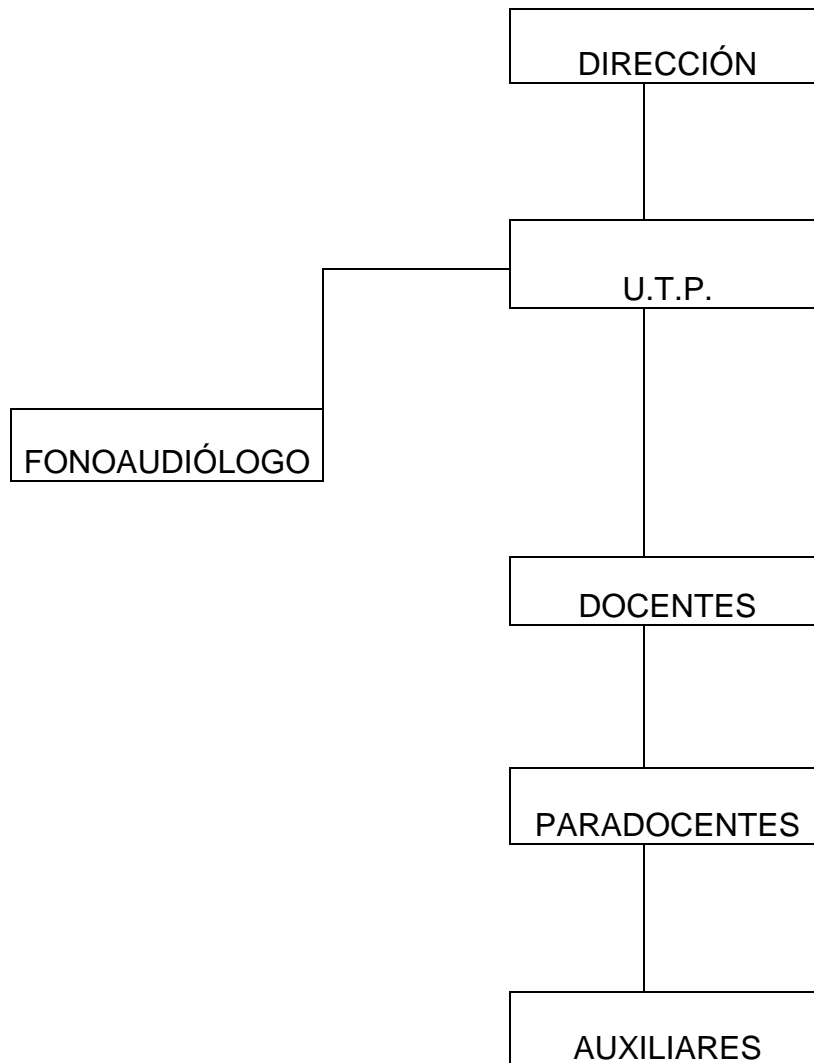 DIRECCIÓN
U.T.P.
FONOAUDIÓLOGO
DOCENTES
PARADOCENTES
AUXILIARES